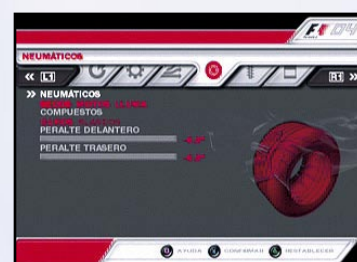 F1 04
NEUMÁTICOS
« L1
R1 »
» NEUMÁTICOS
COMPUESTOS
PERALTE DELANTERO
PERALTE TRASERO
AYUDA CONFIRMAR RESTABLECER